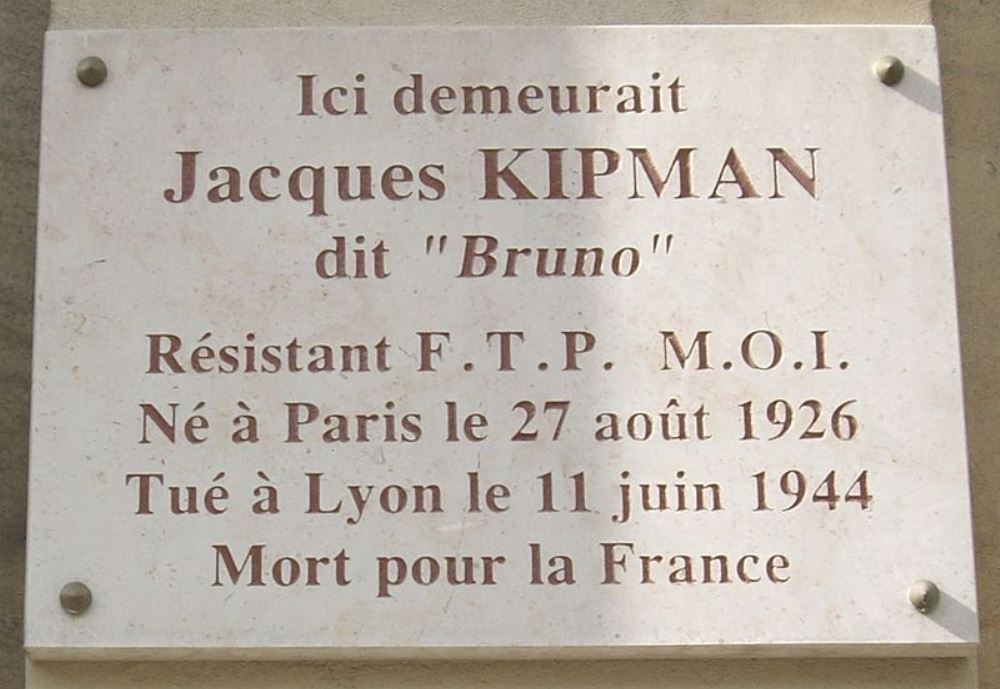 Ici demeurait
Jacques KIPMAN
dit "Bruno"
Résistant F.T.P. M.O.I.
Né à Paris le 27 août 1926
Tué à Lyon le 11 juin 1944
Mort pour la France